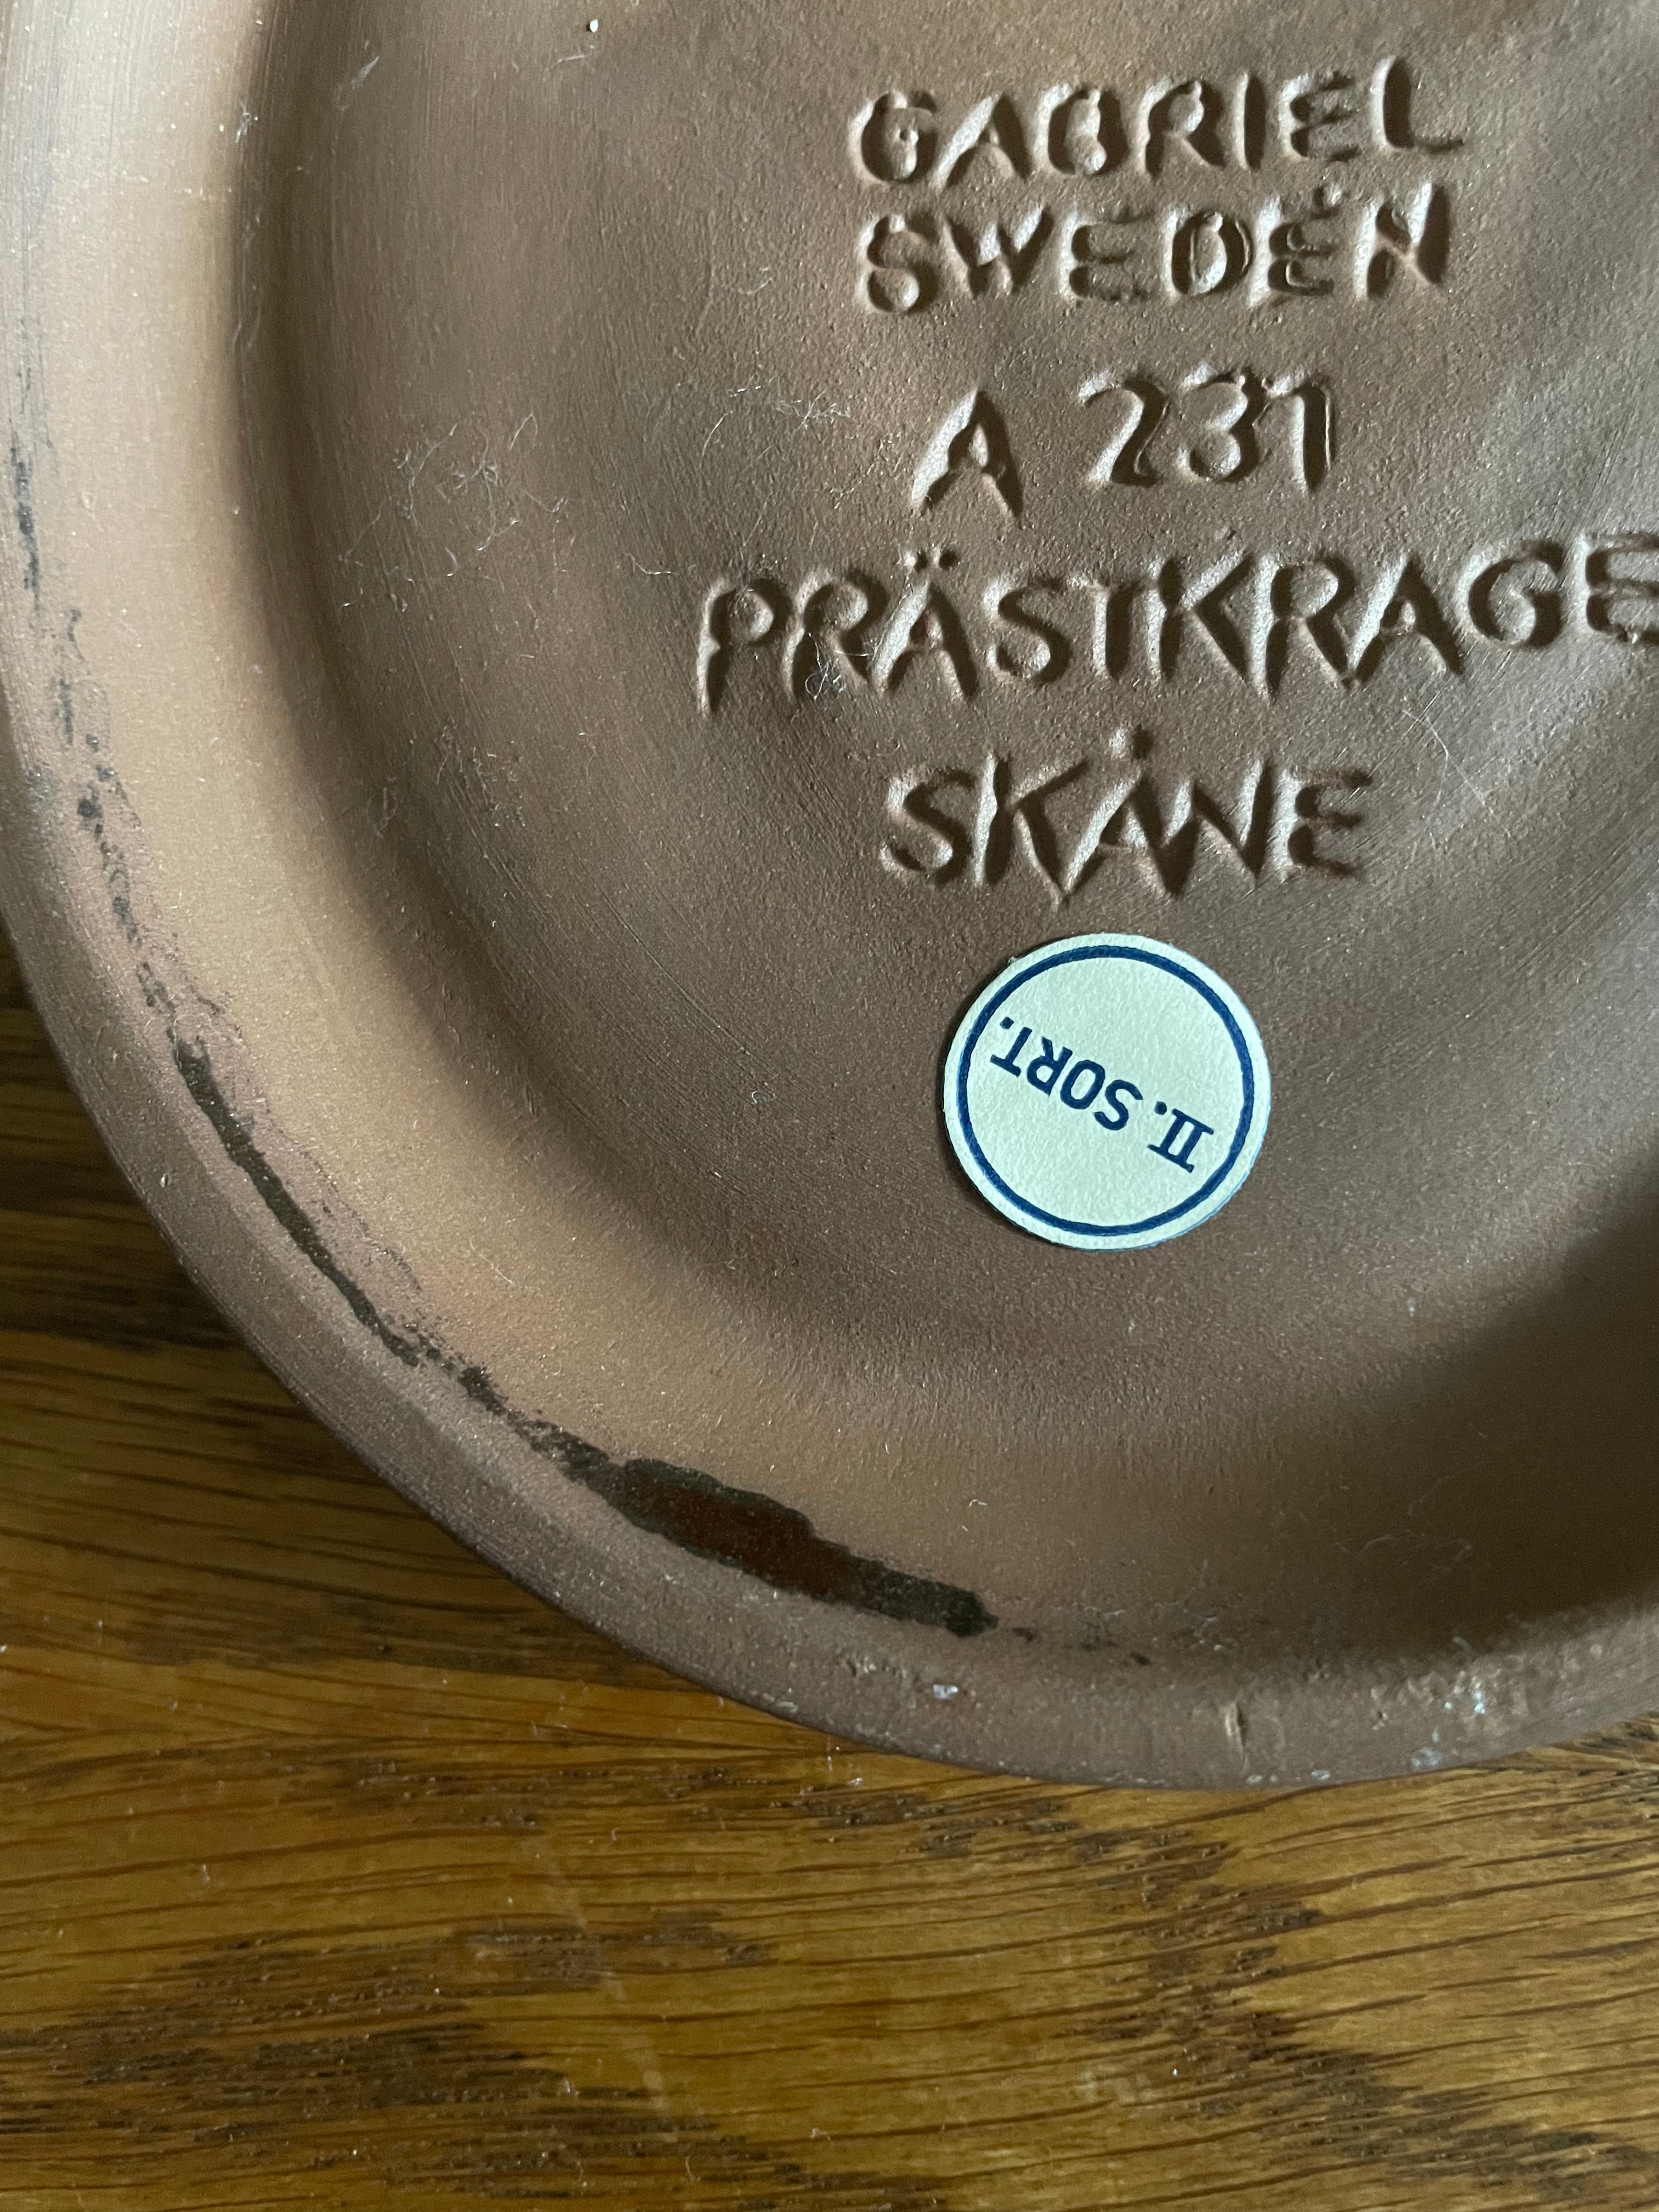 GABRIEL
SWEDEN
A 231
PRÄSTKRAGE
SKÅNE
II. SORT.